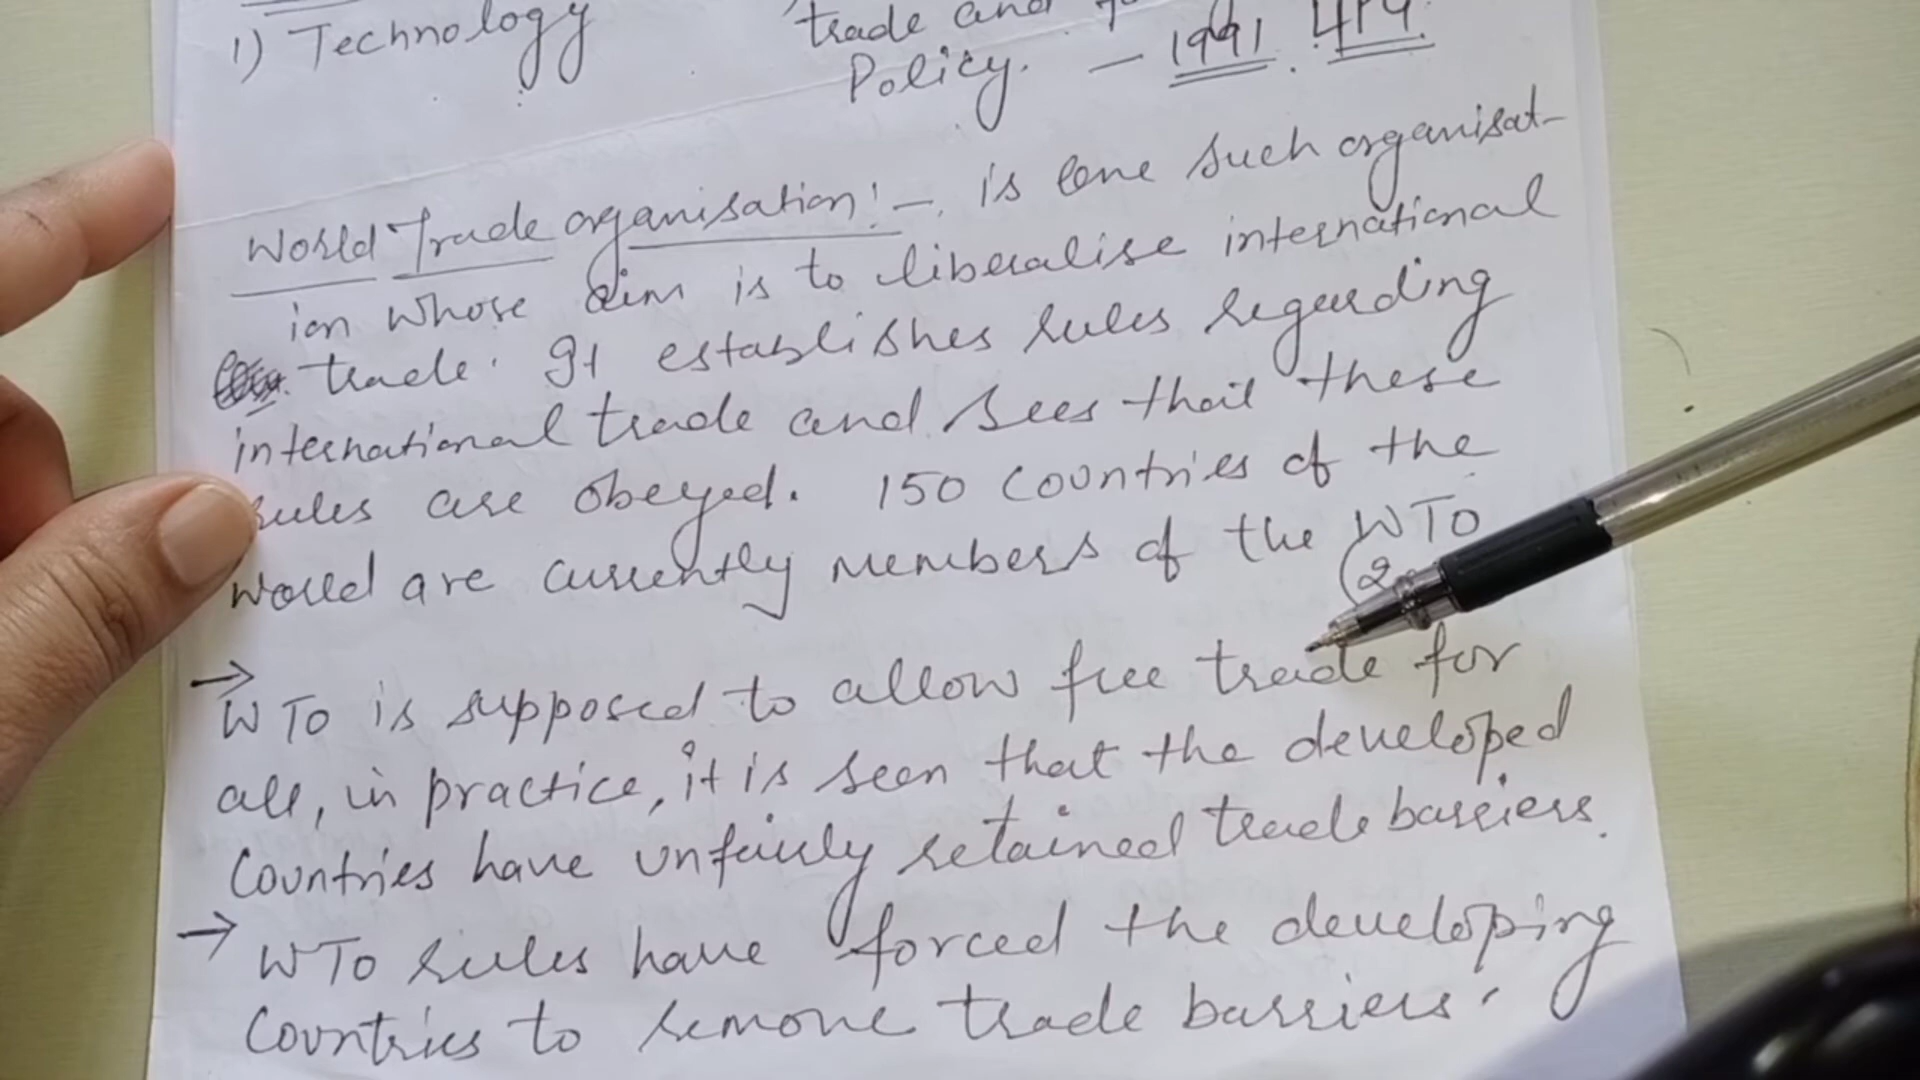 1) Technology
trade and
Policy. - 1991.
World Trade organisation:-. is one such organisat-
ion whose aim is to liberalise international
trade. It establishes rules regarding
international trade and sees that these
rules are obeyed. 150 countries of the
world are currently members of the WTO
(2
→ WTO is supposed to allow free trade for
all, in practice, it is seen that the developed
Countries have unfairly retained trade barriers.
→ WTO rules have forced the developing
Countries to remove trade barriers.